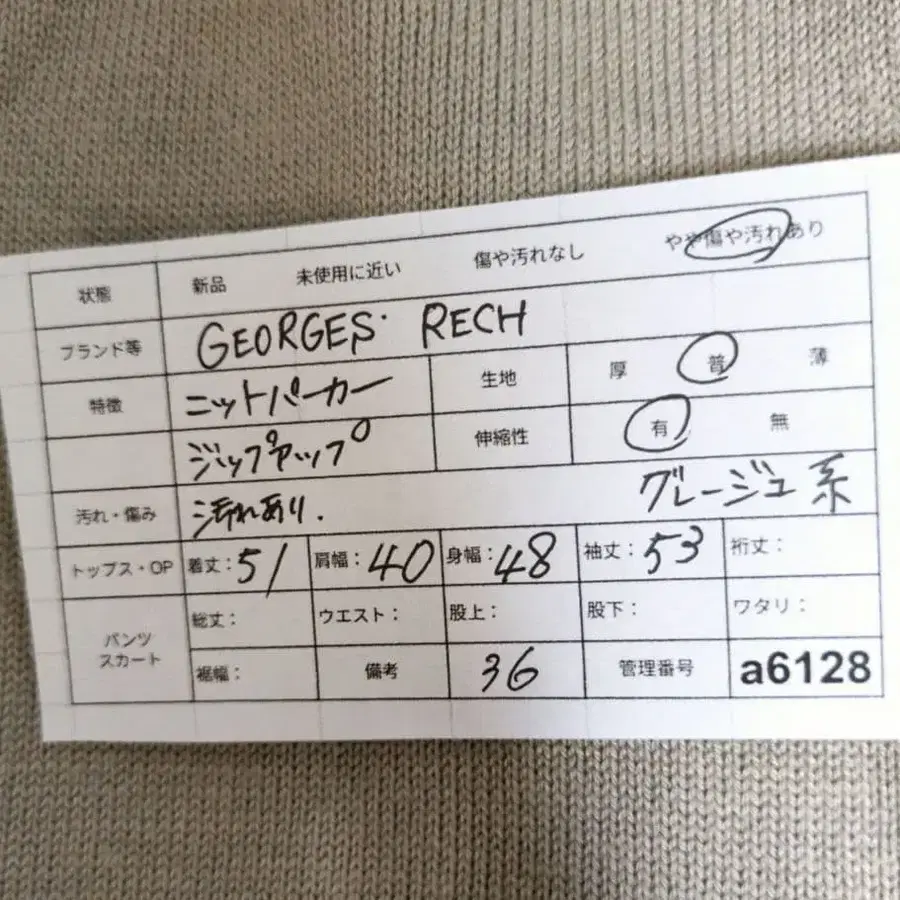 状態 新品 未使用に近い 傷や汚れなし やや傷や汚れあり
ブランド等 GEORGES RECH
特徴 ニットパーカー 生地 厚 普 薄
ジップアップ 伸縮性 有 無
汚れ・傷み 汚れあり. グレージュ系
トップス・OP 着丈:51 肩幅:40 身幅:48 袖丈:53 裄丈:
パンツ スカート 総丈: ウエスト: 股上: 股下: ワタリ:
裾幅: 備考 36 管理番号 a6128